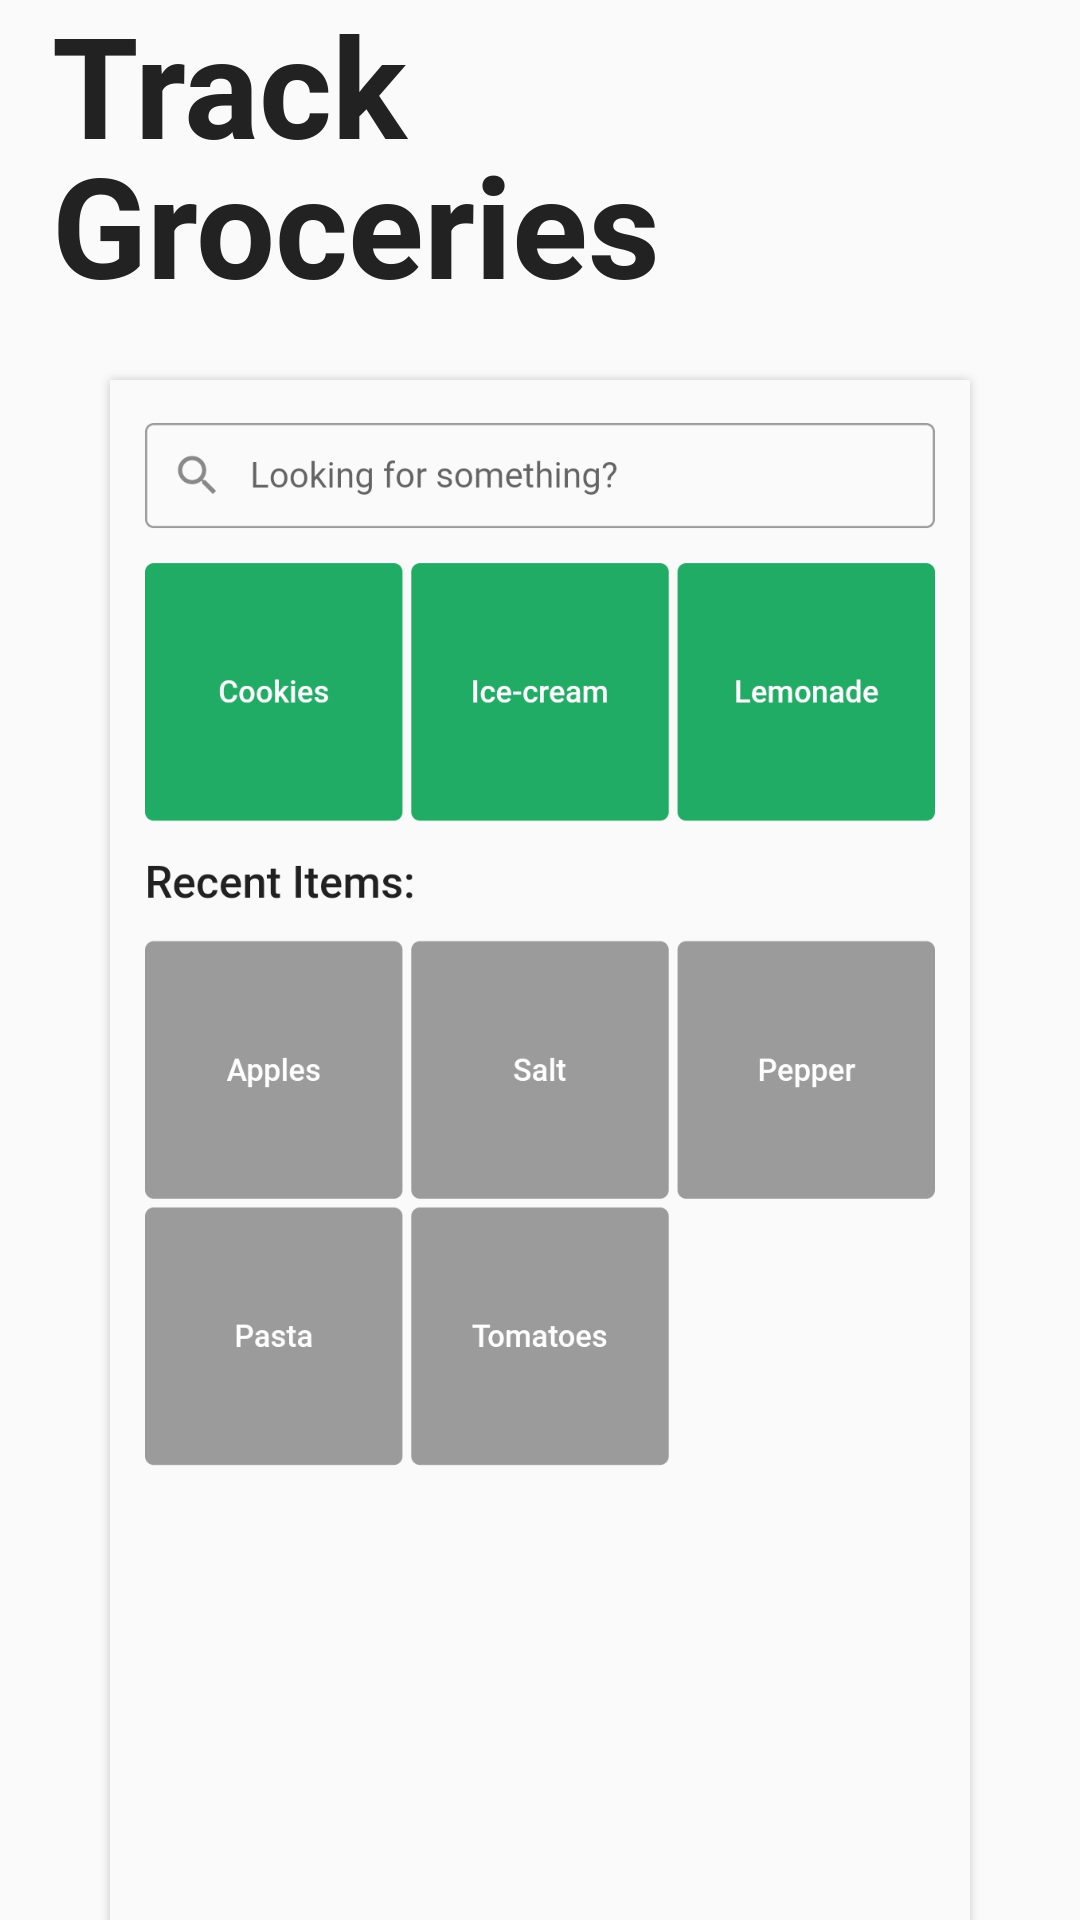 Track
Groceries
Looking for something?
Cookies
Ice-cream
Lemonade
Recent Items:
Apples
Salt
Pepper
Pasta
Tomatoes